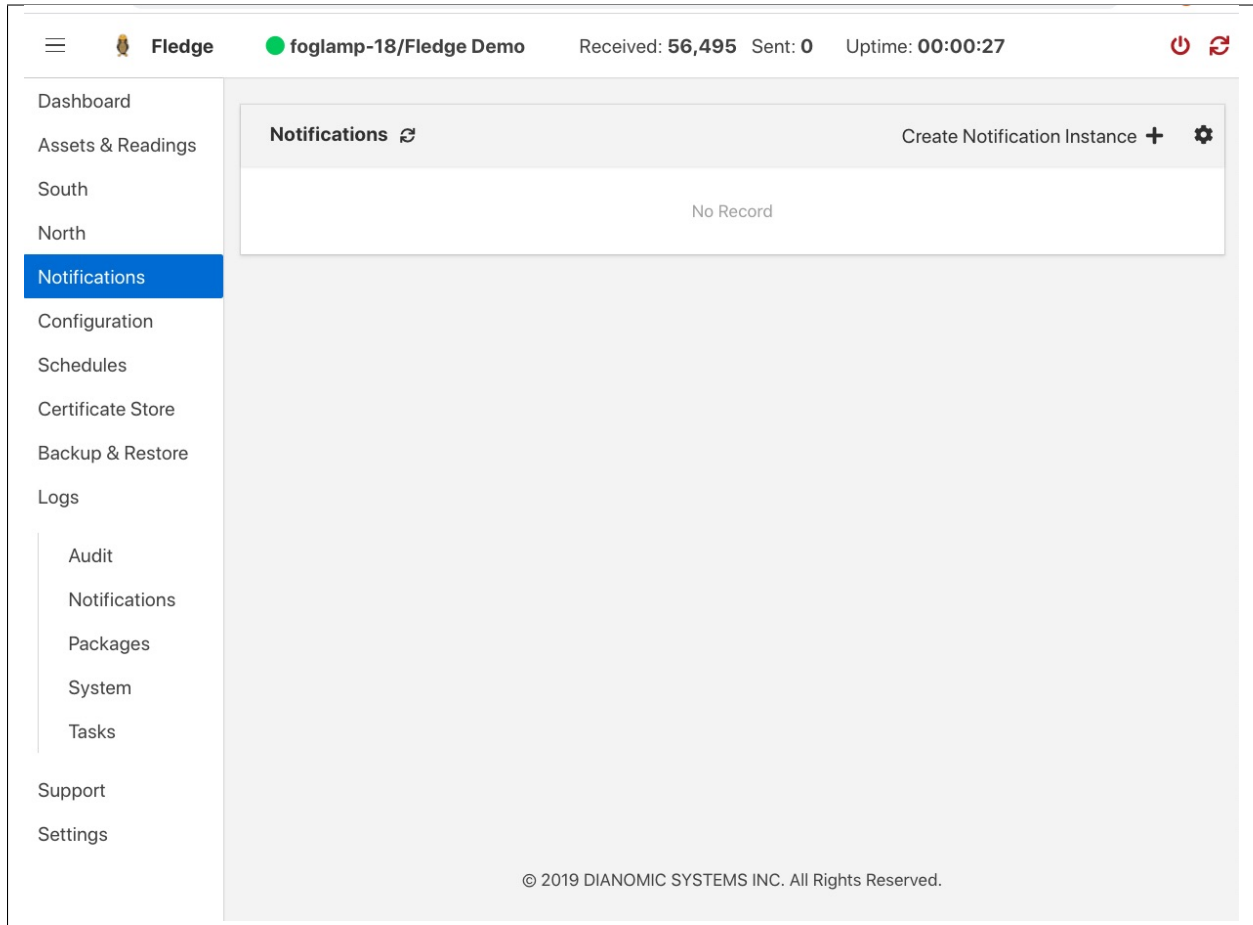 Fledge foglamp-18/Fledge Demo Received: 56,495 Sent: 0 Uptime: 00:00:27
Dashboard
Assets & Readings
South
North
Notifications
Configuration
Schedules
Certificate Store
Backup & Restore
Logs
Audit
Notifications
Packages
System
Tasks
Support
Settings
Notifications Create Notification Instance
No Record
© 2019 DIANOMIC SYSTEMS INC. All Rights Reserved.